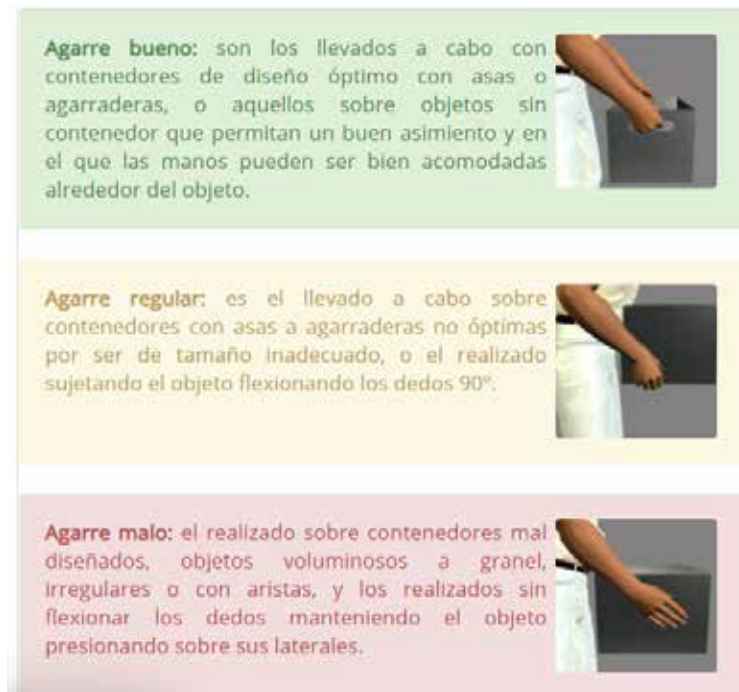 Agarre bueno: son los llevados a cabo con
contenedores de diseño óptimo con asas o
agarraderas, o aquellos sobre objetos sin
contenedor que permitan un buen asimiento y en
el que las manos pueden ser bien acomodadas
alrededor del objeto.
Agarre regular: es el llevado a cabo sobre
contenedores con asas a agarraderas no óptimas
por ser de tamaño inadecuado, o el realizado
sujetando el objeto flexionando los dedos 90º.
Agarre malo: el realizado sobre contenedores mal
diseñados, objetos voluminosos a granel,
irregulares o con aristas, y los realizados sin
flexionar los dedos manteniendo el objeto
presionando sobre sus laterales.